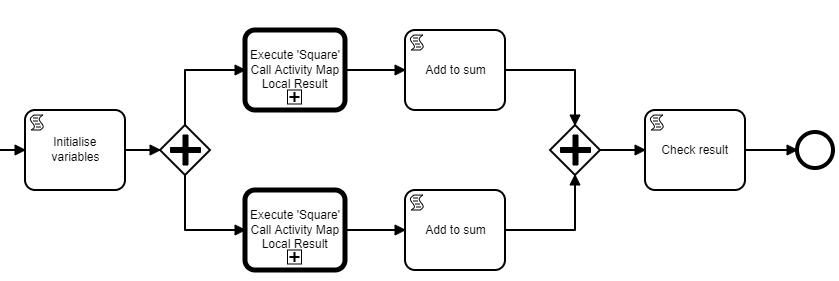 Initialise
variables
Execute 'Square'
Call Activity Map
Local Result
Add to sum
Execute 'Square'
Call Activity Map
Local Result
Add to sum
Check result